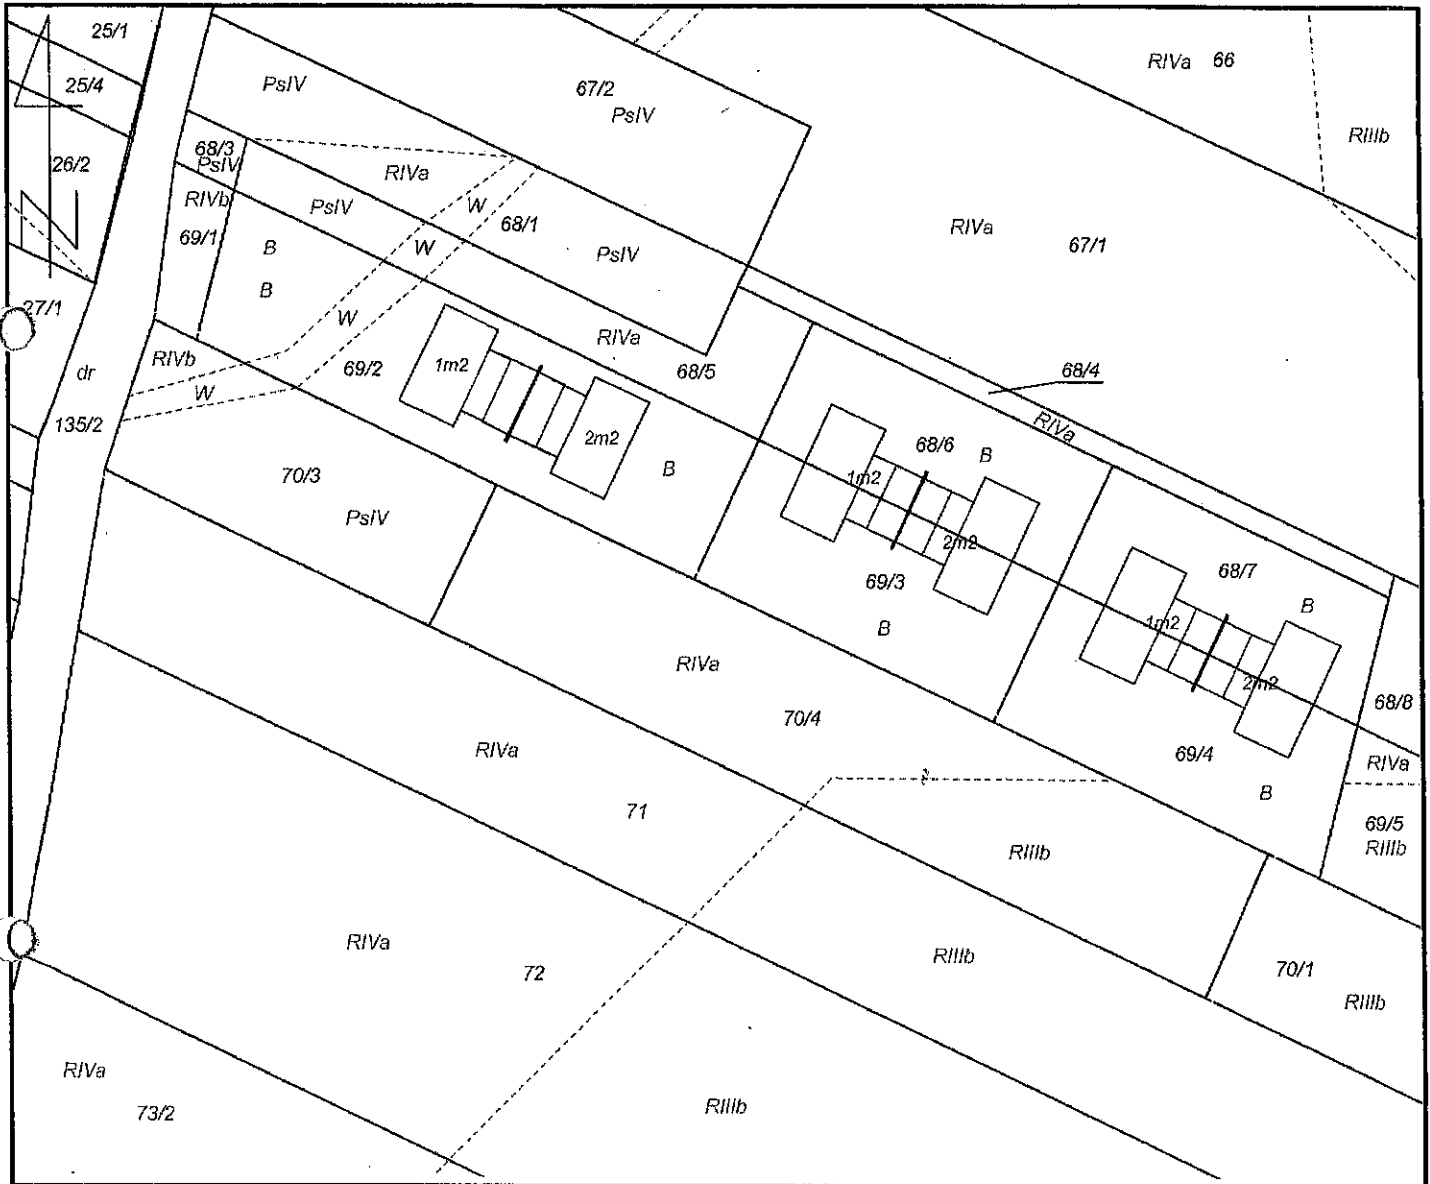 25/1
RIVa 66
25/4
PsIV
67/2
PsIV
RIIIb
68/3
PsIV
26/2
RIVa
RIVb
PsIV
W
68/1
RIVa
67/1
69/1
B
W
PsIV
B
27/1
W
RIVa
RIVb
69/2
1m2
68/5
68/4
dr
W
RIVa
135/2
2m2
68/6
B
B
70/3
1m2
PsIV
2m2
69/3
68/7
B
B
1m2
RIVa
2m2
68/8
70/4
RIVa
69/4
RIVa
B
71
69/5
RIIIb
RIIIb
RIVa
72
RIIIb
70/1
RIIIb
RIVa
73/2
RIIIb
N